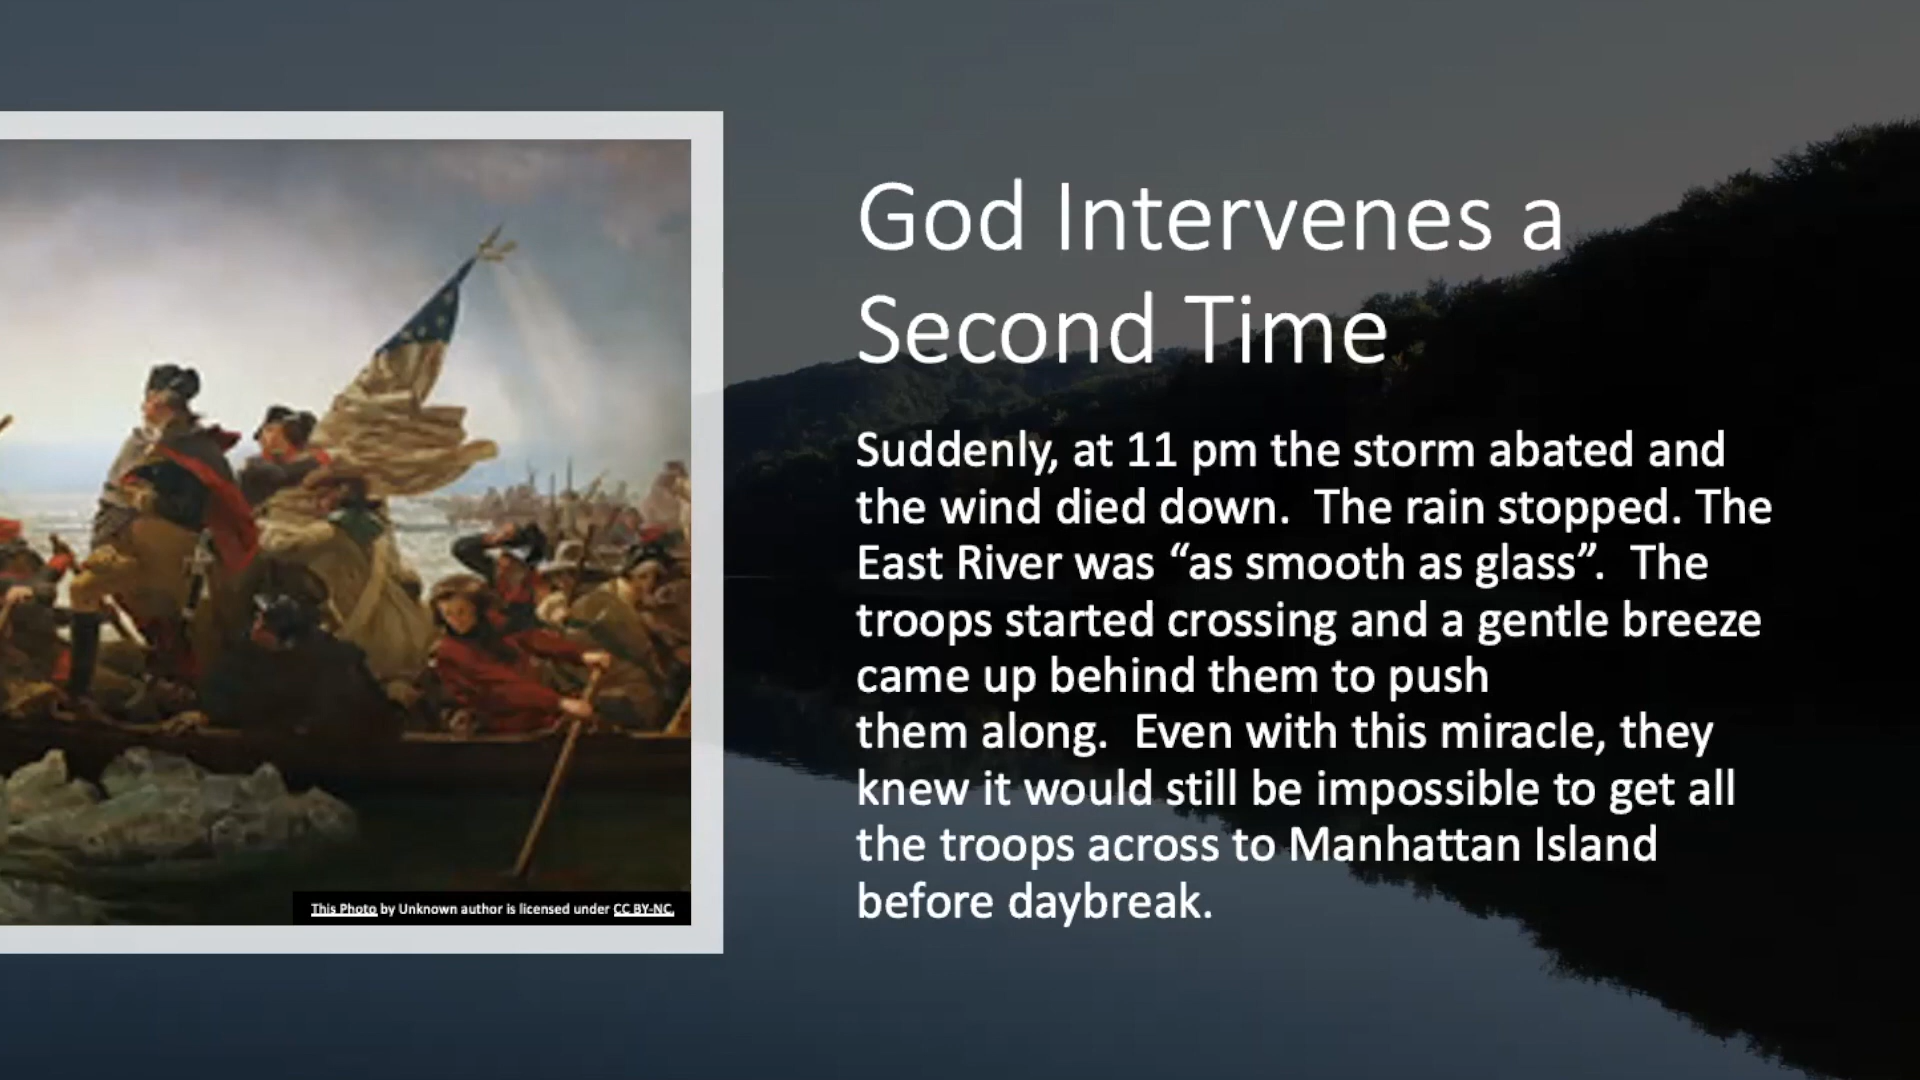 God Intervenes a
Second Time
Suddenly, at 11 pm the storm abated and
the wind died down.  The rain stopped. The
East River was “as smooth as glass”.  The
troops started crossing and a gentle breeze
came up behind them to push
them along.  Even with this miracle, they
knew it would still be impossible to get all
the troops across to Manhattan Island
before daybreak.
This Photo by Unknown author is licensed under CC BY-NC.